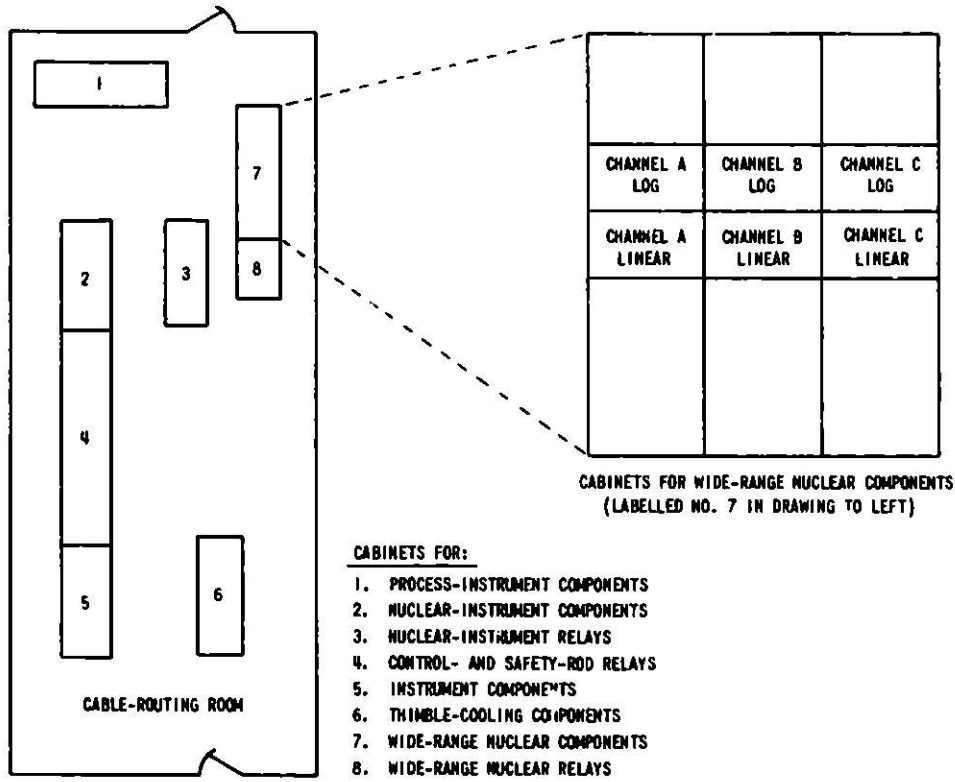 1
7
8
2
3
4
5
6
CABLE-ROUTING ROOM
CHANNEL A
LOG
CHANNEL B
LOG
CHANNEL C
LOG
CHANNEL A
LINEAR
CHANNEL B
LINEAR
CHANNEL C
LINEAR
CABINETS FOR WIDE-RANGE NUCLEAR COMPONENTS
(LABELLED NO. 7 IN DRAWING TO LEFT)
CABINETS FOR:
1. PROCESS-INSTRUMENT COMPONENTS
2. NUCLEAR-INSTRUMENT COMPONENTS
3. NUCLEAR-INSTRUMENT RELAYS
4. CONTROL- AND SAFETY-ROD RELAYS
5. INSTRUMENT COMPONENTS
6. THIMBLE-COOLING COMPONENTS
7. WIDE-RANGE NUCLEAR COMPONENTS
8. WIDE-RANGE NUCLEAR RELAYS